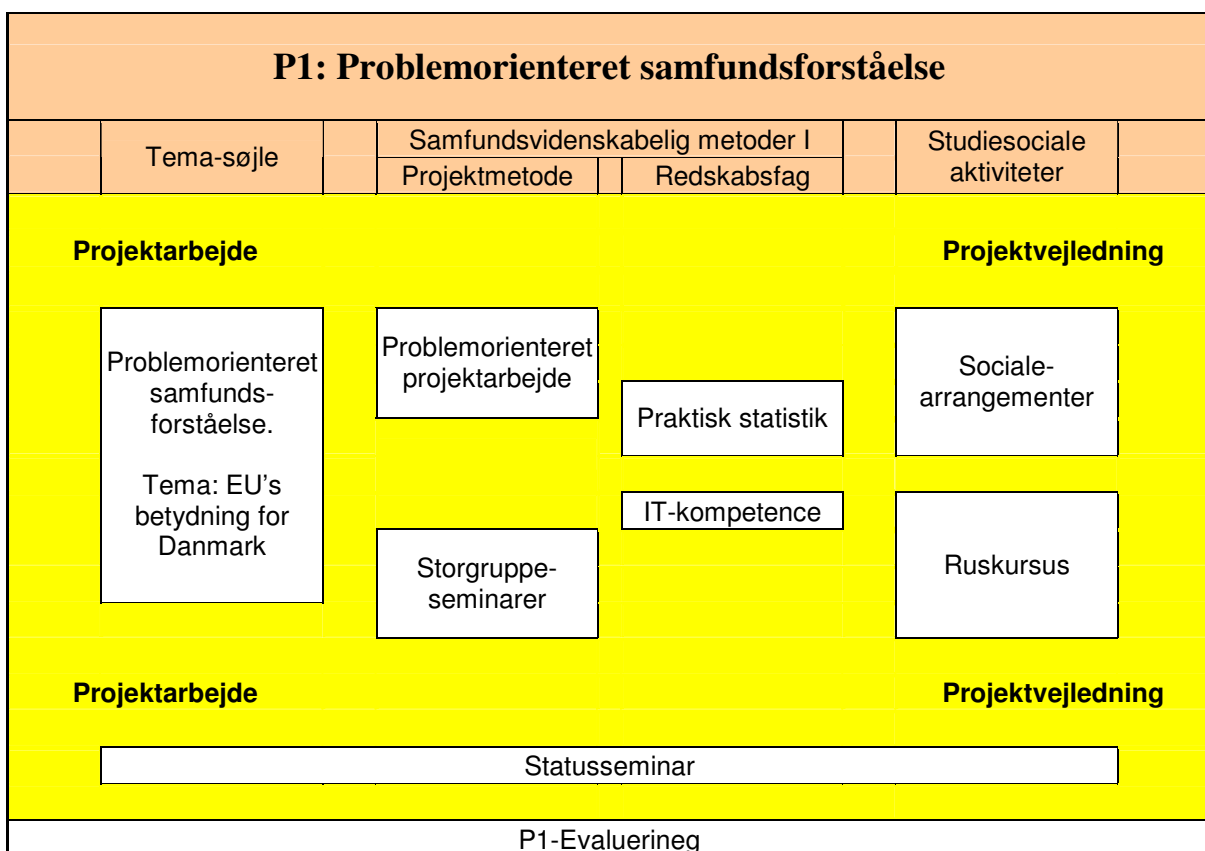 P1: Problemorienteret samfundsforståelse
Tema-søjle
Samfundsvidenskabelig metoder I
Projektmetode
Redskabsfag
Studiesociale
aktiviteter
Projektarbejde
Projektvejledning
Problemorienteret
samfunds-
forståelse.
Tema: EU's
betydning for
Danmark
Problemorienteret
projektarbejde
Storgruppe-
seminarer
Praktisk statistik
IT-kompetence
Sociale-
arrangementer
Ruskursus
Projektarbejde
Projektvejledning
Statusseminar
P1-Evaluerineg